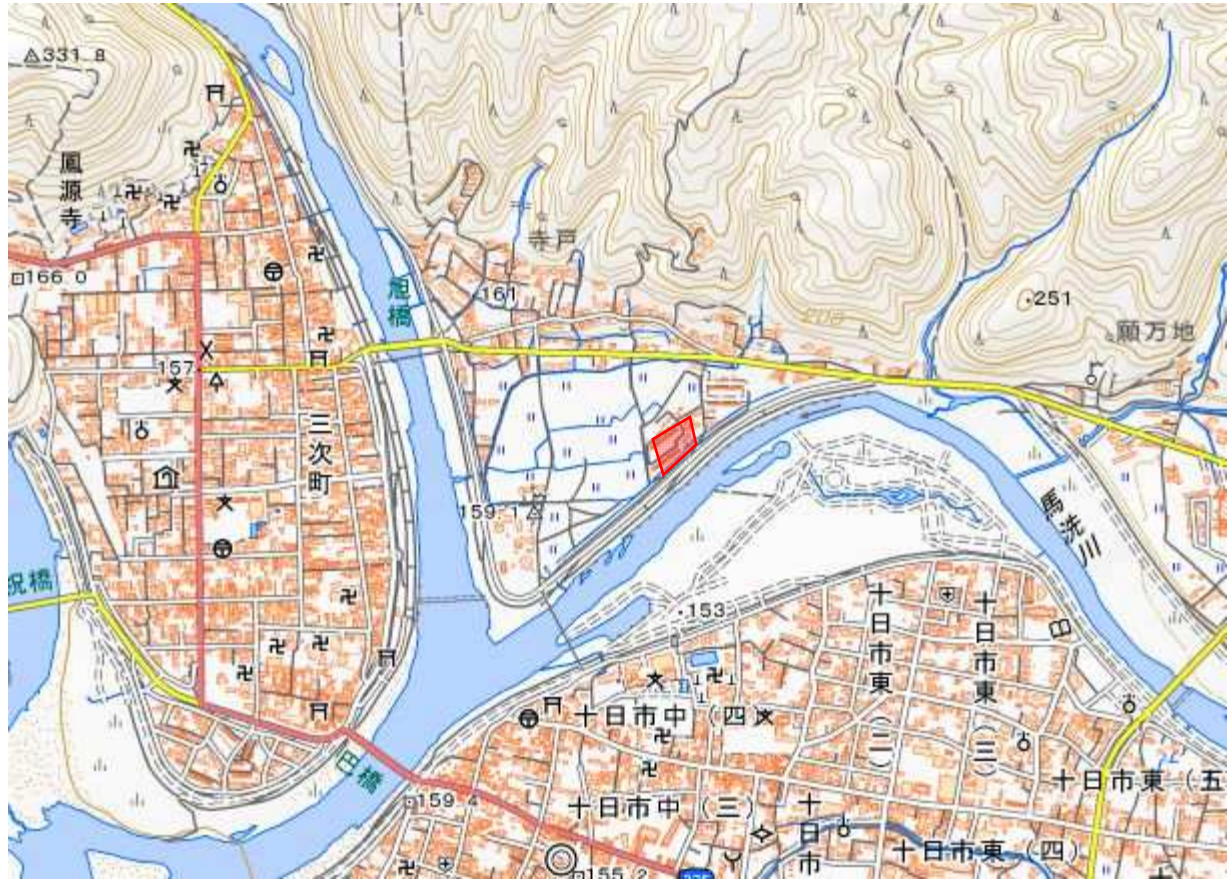 331.8
鳳源寺
166.0
寺戸
旭橋
161
251
願万地
157
三次町
159.1
馬洗川
祝橋
153
十日市東(二)
十日市東(三)
十日市中(四)
巴橋
159.4
十日市中(三)
十日市
十日市東(五
十日市東(四)
155.2
375